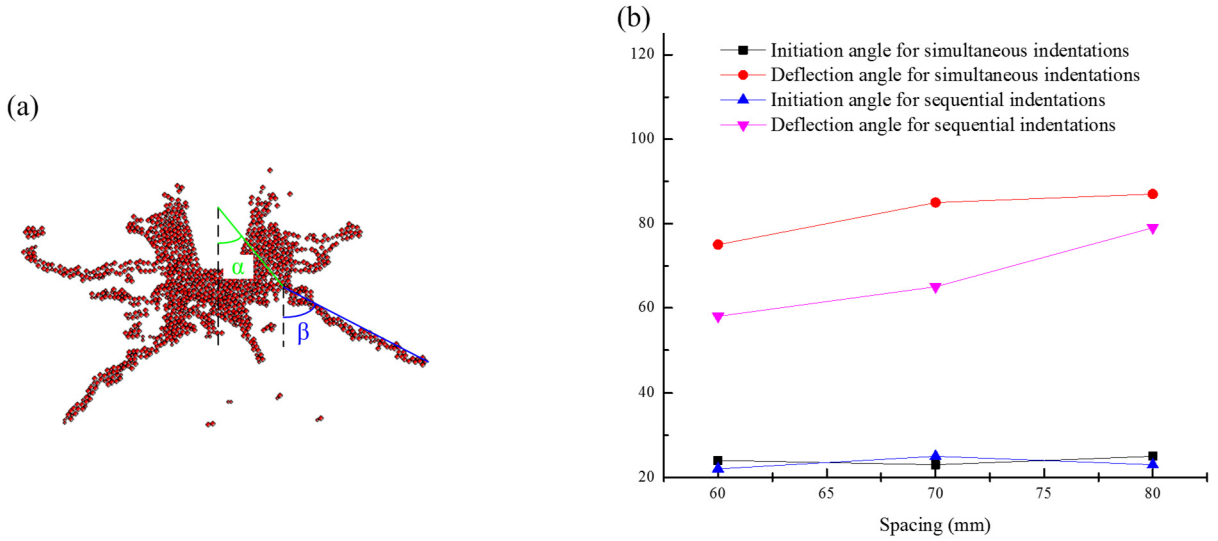 (a)
α
β
(b)
Initiation angle for simultaneous indentations
Deflection angle for simultaneous indentations
Initiation angle for sequential indentations
Deflection angle for sequential indentations
120
100
80
60
40
20
60 65 70 75 80
Spacing (mm)